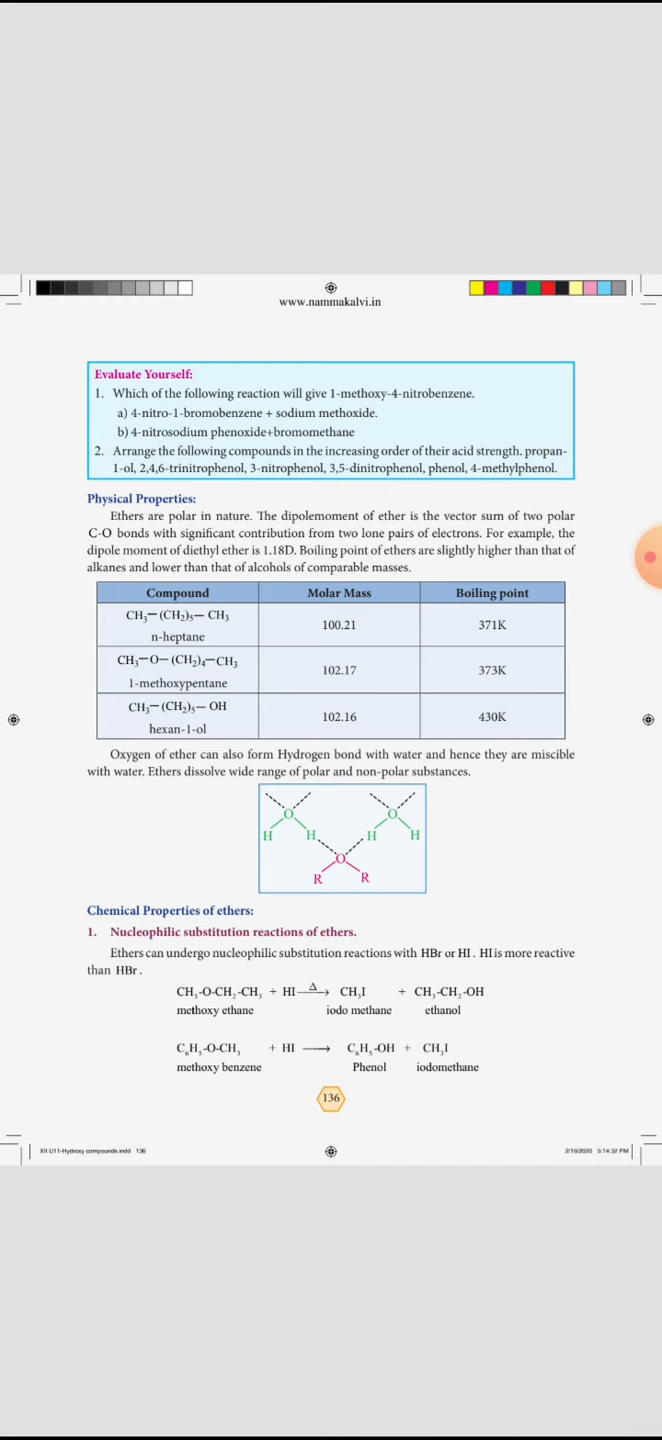 www.nammakalvi.in
Evaluate Yourself:
1. Which of the following reaction will give 1-methoxy-4-nitrobenzene.
a) 4-nitro-1-bromobenzene + sodium methoxide.
b) 4-nitrosodium phenoxide+bromomethane
2. Arrange the following compounds in the increasing order of their acid strength. propan-
1-ol, 2,4,6-trinitrophenol, 3-nitrophenol, 3,5-dinitrophenol, phenol, 4-methylphenol.
Physical Properties:
Ethers are polar in nature. The dipolemoment of ether is the vector sum of two polar
C-O bonds with significant contribution from two lone pairs of electrons. For example, the
dipole moment of diethyl ether is 1.18D. Boiling point of ethers are slightly higher than that of
alkanes and lower than that of alcohols of comparable masses.
Compound Molar Mass Boiling point
CH₃—(CH₂)₅—CH₃
n-heptane 100.21 371K
CH₃—O—(CH₂)₄—CH₃
1-methoxypentane 102.17 373K
CH₃—(CH₂)₅—OH
hexan-1-ol 102.16 430K
Oxygen of ether can also form Hydrogen bond with water and hence they are miscible
with water. Ethers dissolve wide range of polar and non-polar substances.
O O
H H H H
O
R R
Chemical Properties of ethers:
1. Nucleophilic substitution reactions of ethers.
Ethers can undergo nucleophilic substitution reactions with HBr or HI . HI is more reactive
than HBr .
CH₃-O-CH₂-CH₃ + HI —Δ→ CH₃I + CH₃-CH₂-OH
methoxy ethane iodo methane ethanol
C₆H₅-O-CH₃ + HI ⟶ C₆H₅-OH + CH₃I
methoxy benzene Phenol iodomethane
136
XII U11-Hydroxy compounds.indd 136 2/19/2020 5:14:32 PM